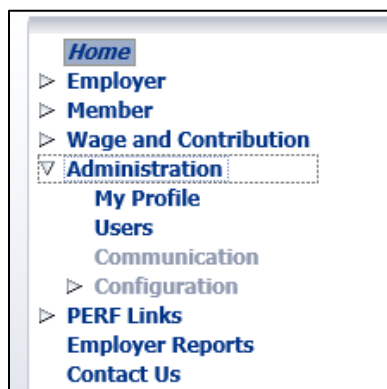 Home
Employer
Member
Wage and Contribution
Administration
My Profile
Users
Communication
Configuration
PERF Links
Employer Reports
Contact Us